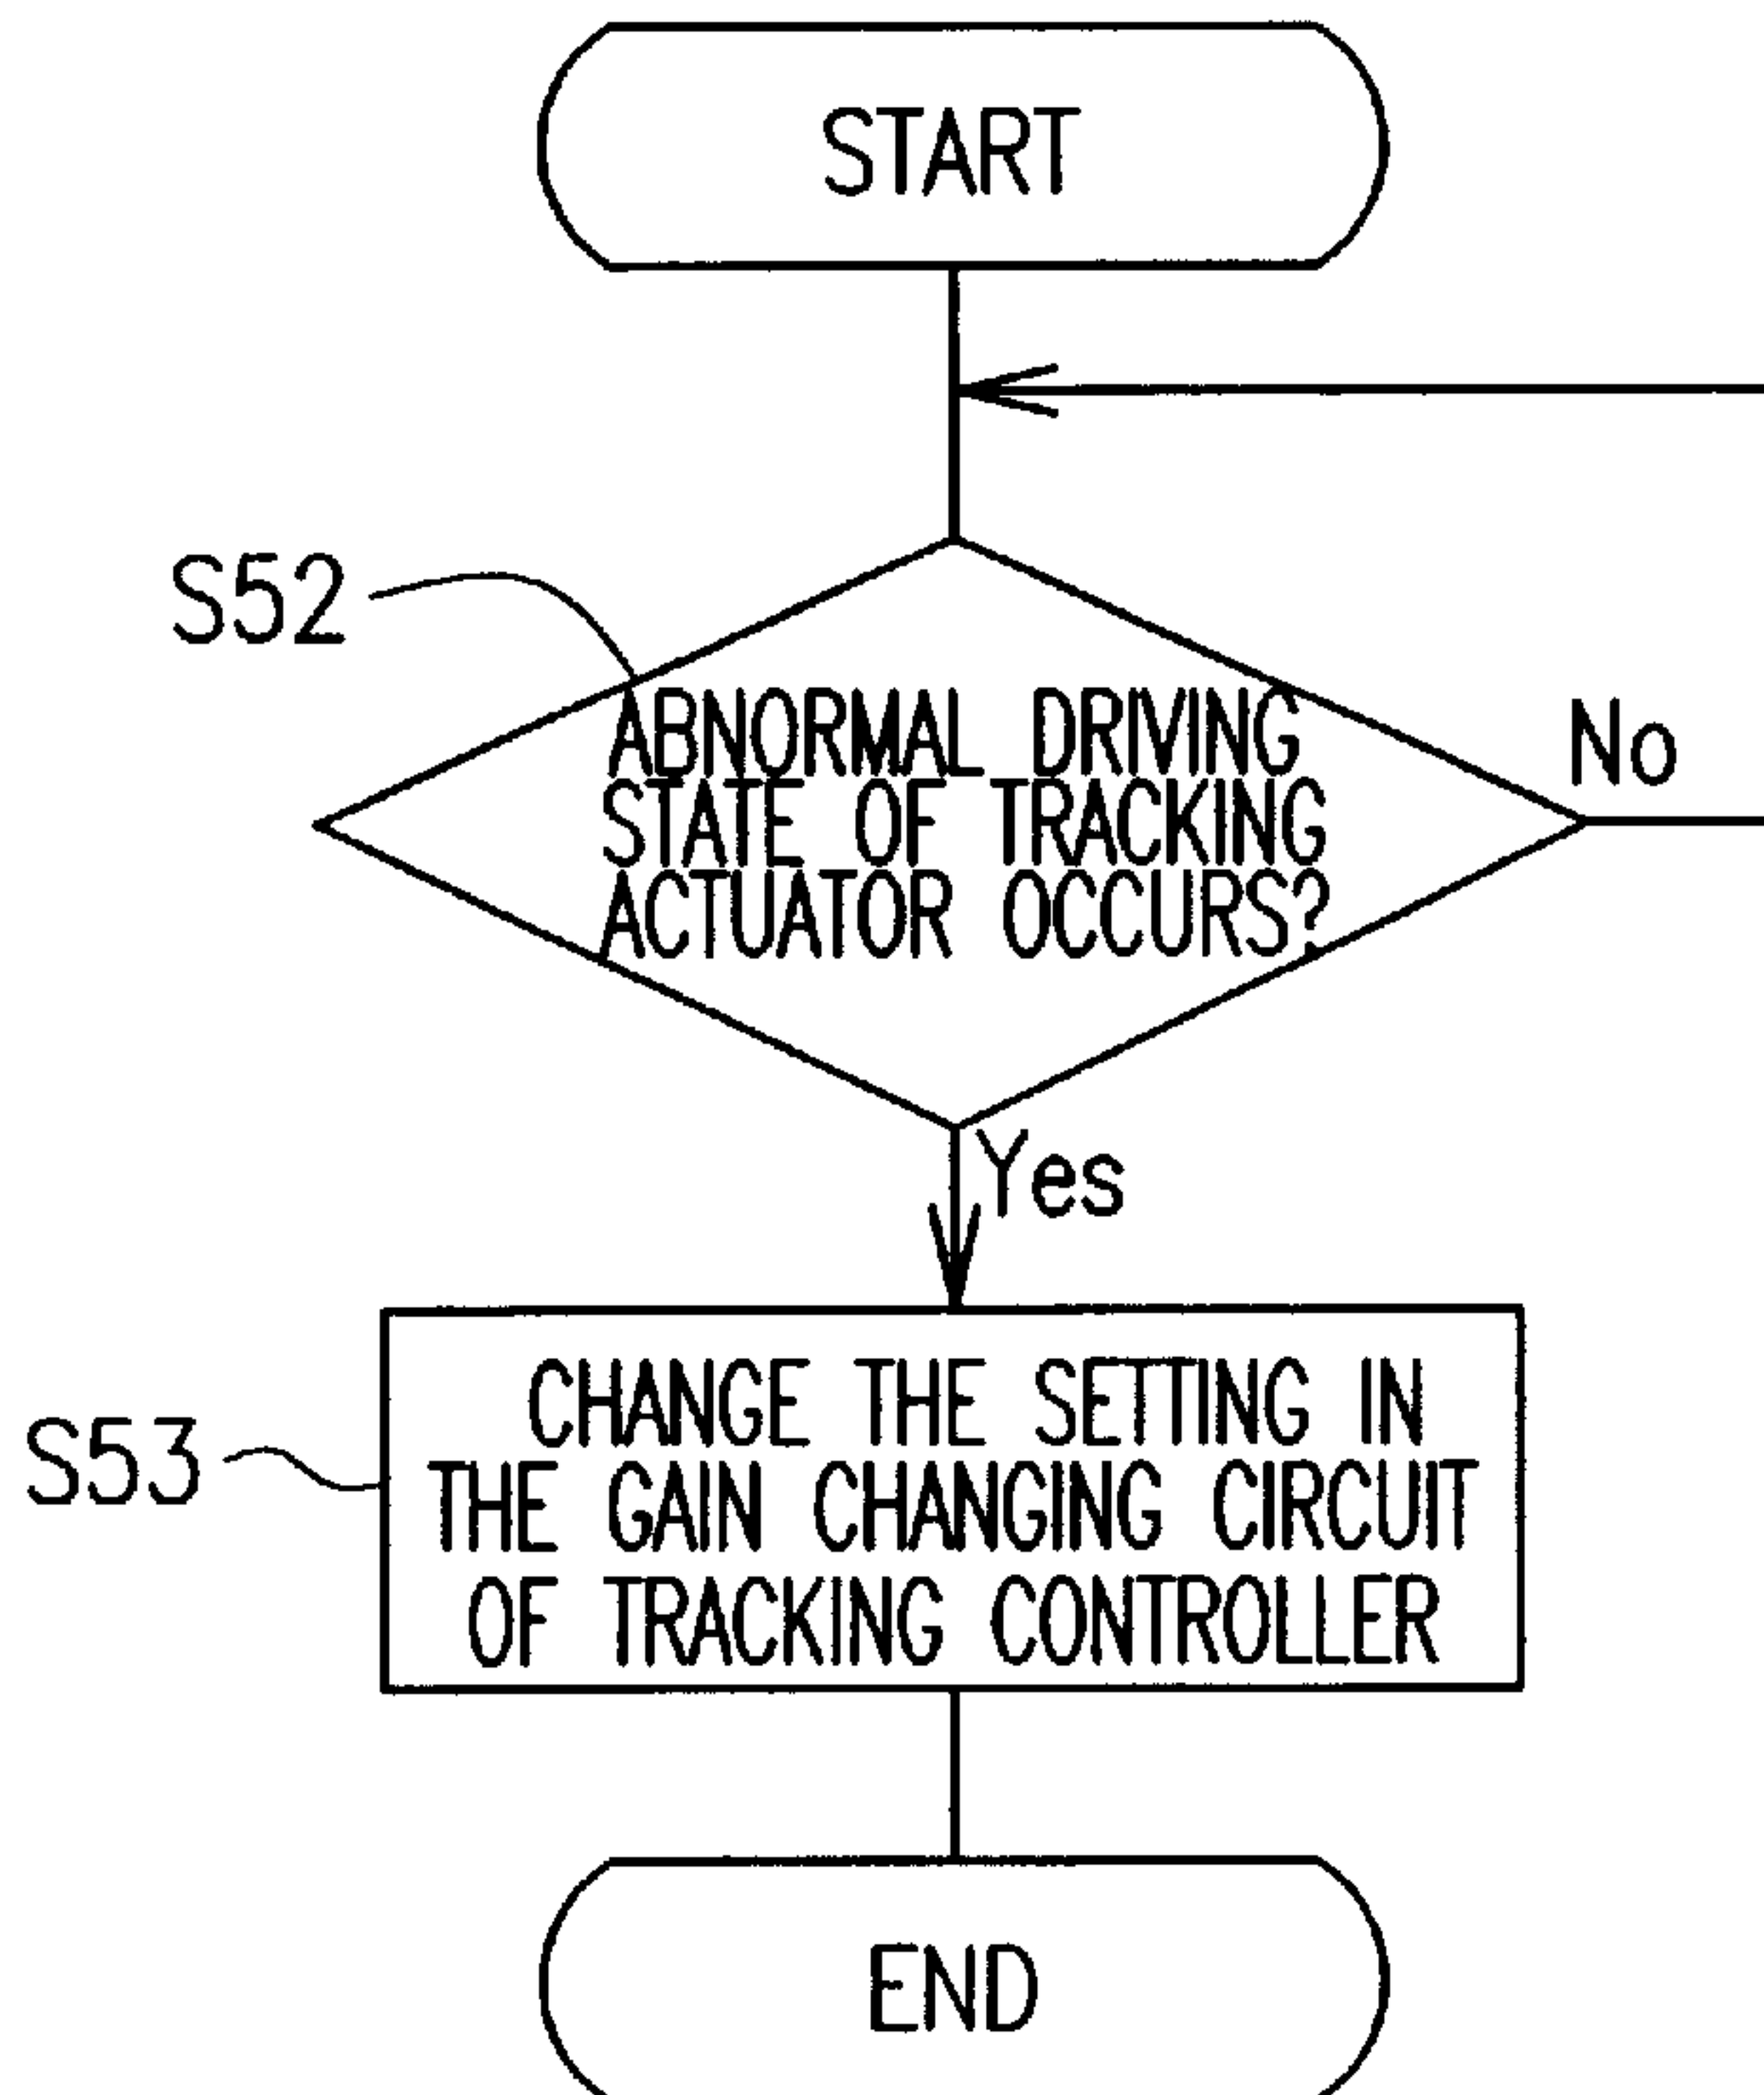 START
S52
ABNORMAL DRIVING
STATE OF TRACKING
ACTUATOR OCCURS?
No
Yes
S53
CHANGE THE SETTING IN
THE GAIN CHANGING CIRCUIT
OF TRACKING CONTROLLER
END